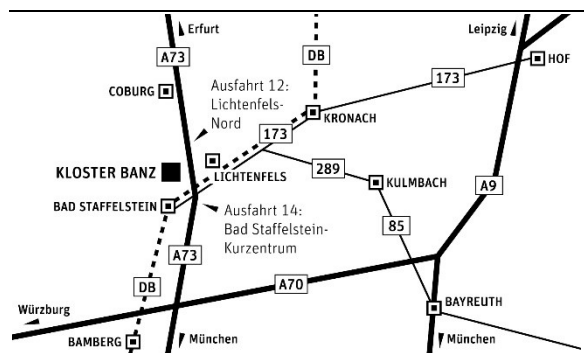 Erfurt
Leipzig
A73
DB
HOF
173
COBURG
Ausfahrt 12:
Lichtenfels-
Nord
KRONACH
173
KLOSTER BANZ
LICHTENFELS
289
KULMBACH
A9
BAD STAFFELSTEIN
Ausfahrt 14:
Bad Staffelstein-
Kurzentrum
85
A73
DB
A70
Würzburg
BAYREUTH
BAMBERG
München
München